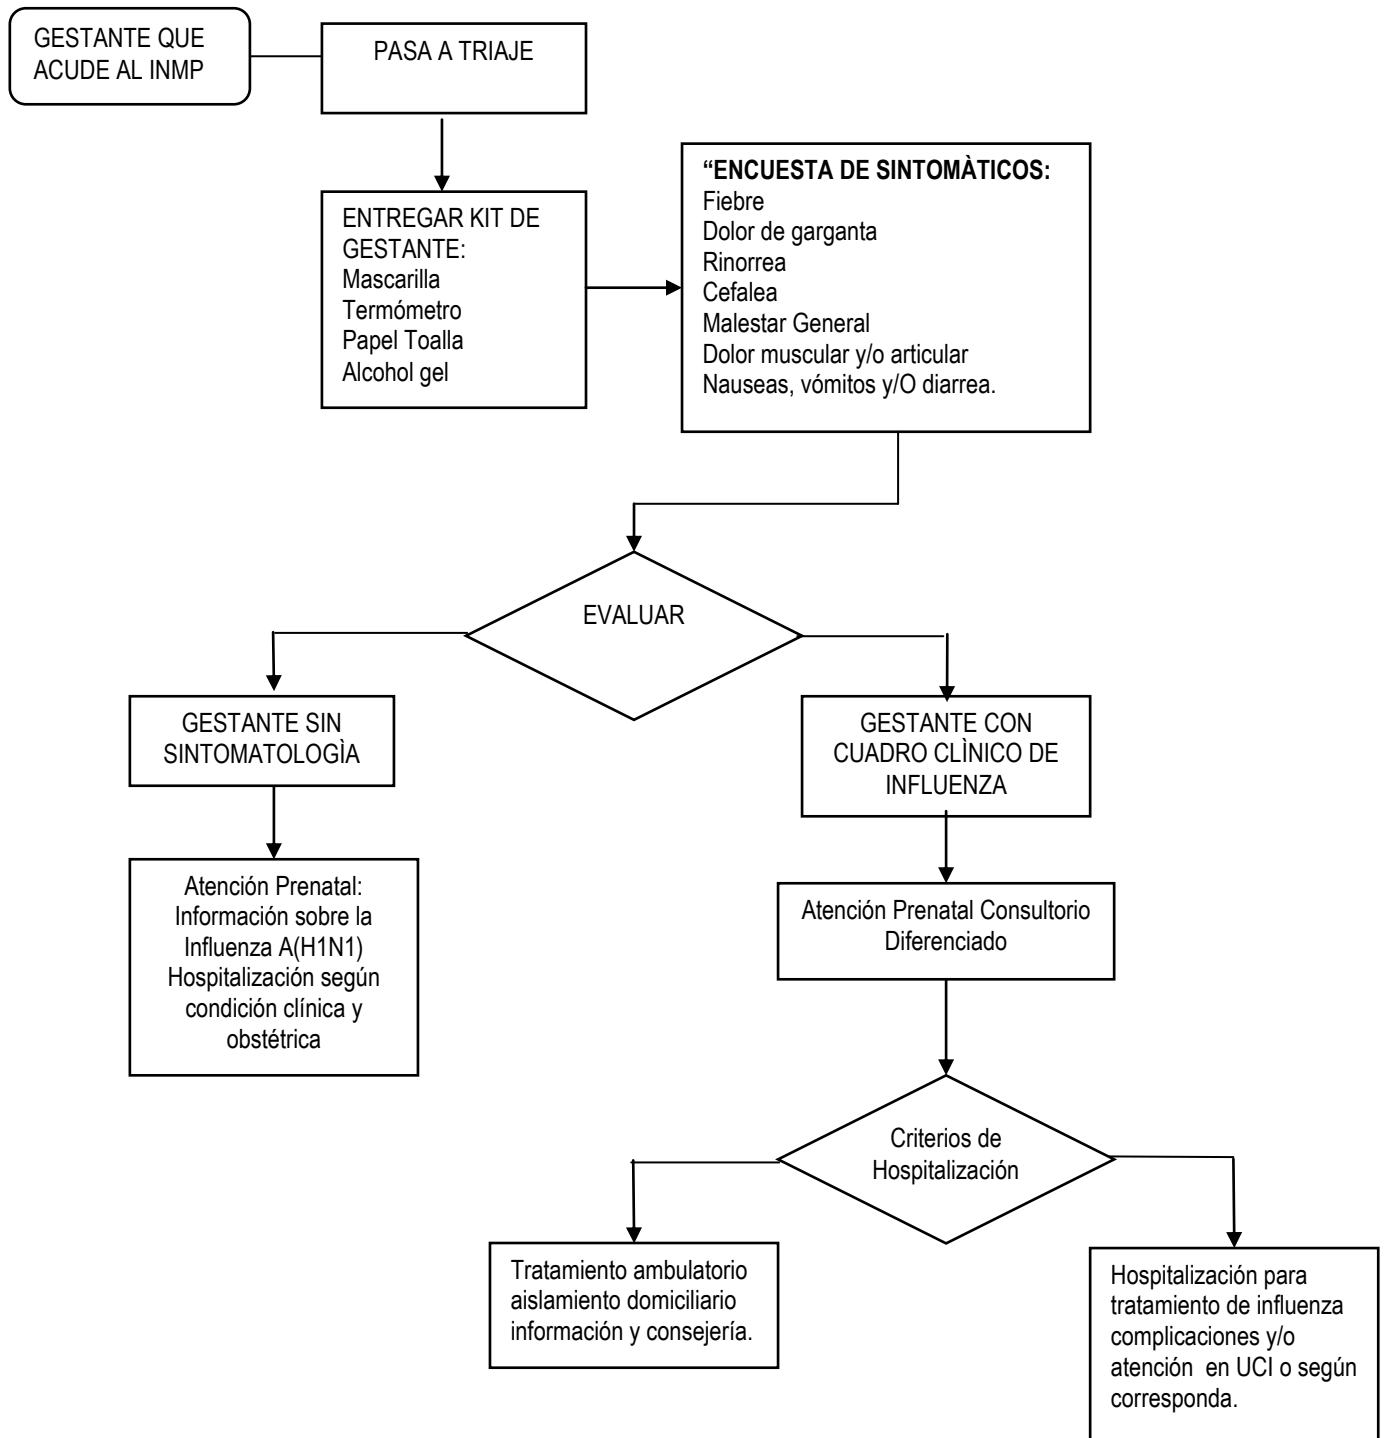 GESTANTE QUE
ACUDE AL INMP
PASA A TRIAJE
ENTREGAR KIT DE
GESTANTE:
Mascarilla
Termómetro
Papel Toalla
Alcohol gel
“ENCUESTA DE SINTOMÀTICOS:
Fiebre
Dolor de garganta
Rinorrea
Cefalea
Malestar General
Dolor muscular y/o articular
Nauseas, vómitos y/O diarrea.
EVALUAR
GESTANTE SIN
SINTOMATOLOGÌA
GESTANTE CON
CUADRO CLÌNICO DE
INFLUENZA
Atención Prenatal:
Información sobre la
Influenza A(H1N1)
Hospitalización según
condición clínica y
obstétrica
Atención Prenatal Consultorio
Diferenciado
Criterios de
Hospitalización
Tratamiento ambulatorio
aislamiento domiciliario
información y consejería.
Hospitalización para
tratamiento de influenza
complicaciones y/o
atención en UCI o según
corresponda.